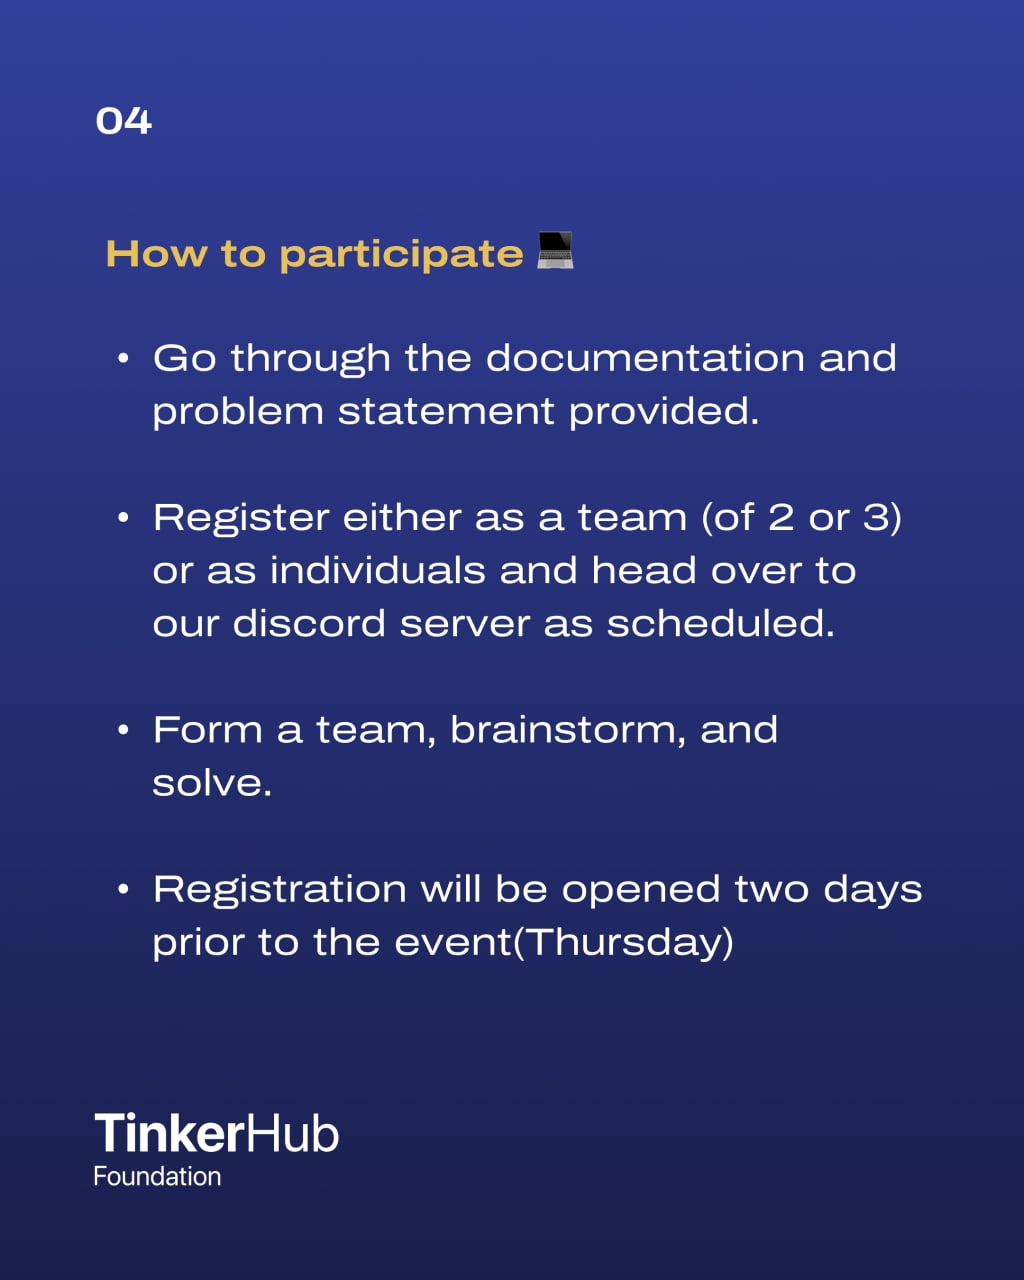 04
How to participate 💻
• Go through the documentation and
problem statement provided.
• Register either as a team (of 2 or 3)
or as individuals and head over to
our discord server as scheduled.
• Form a team, brainstorm, and
solve.
• Registration will be opened two days
prior to the event(Thursday)
TinkerHub
Foundation